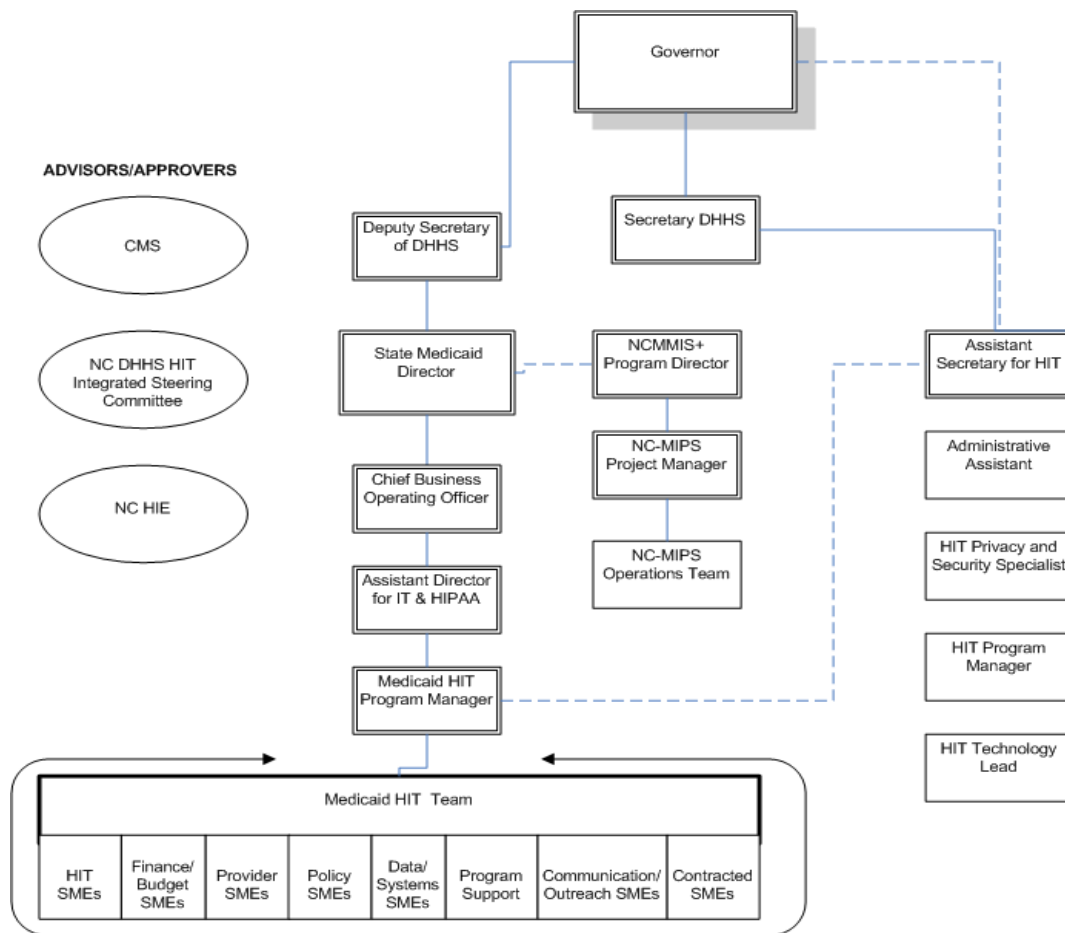 Governor
ADVISORS/APPROVERS
CMS
Deputy Secretary
of DHHS
Secretary DHHS
NC DHHS HIT
Integrated Steering
Committee
State Medicaid
Director
NCMMIS+
Program Director
Assistant
Secretary for HIT
NC HIE
Chief Business
Operating Officer
NC-MIPS
Project Manager
Administrative
Assistant
Assistant Director
for IT & HIPAA
NC-MIPS
Operations Team
HIT Privacy and
Security Specialist
Medicaid HIT
Program Manager
HIT Program
Manager
HIT Technology
Lead
Medicaid HIT Team
HIT
SMEs
Finance/
Budget
SMEs
Provider
SMEs
Policy
SMEs
Data/
Systems
SMEs
Program
Support
Communication/
Outreach SMEs
Contracted
SMEs